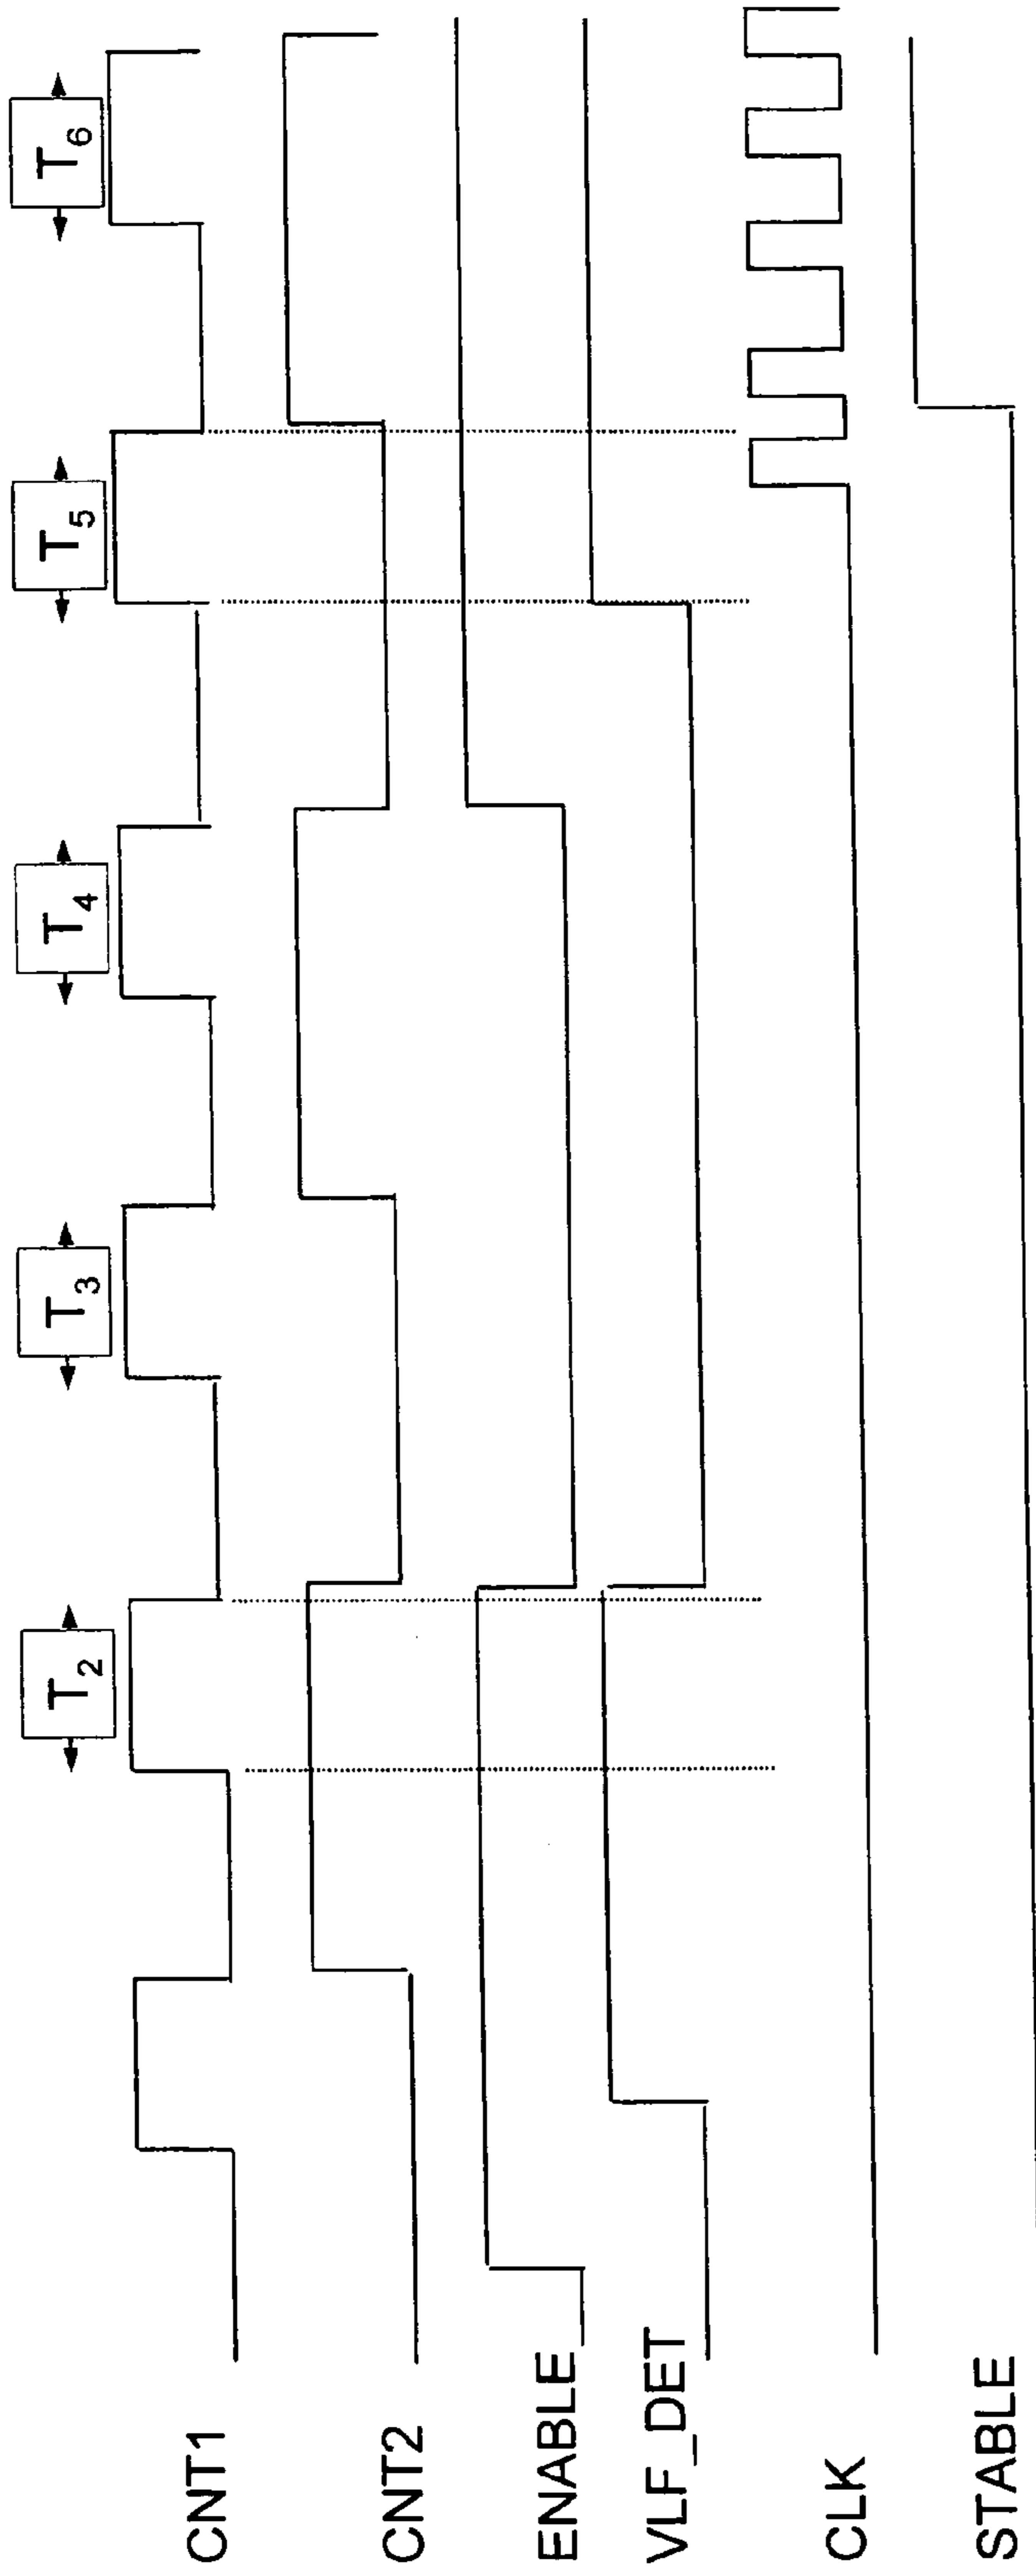 T2
T3
T4
T5
T6
CNT1
CNT2
ENABLE
VLF_DET
CLK
STABLE